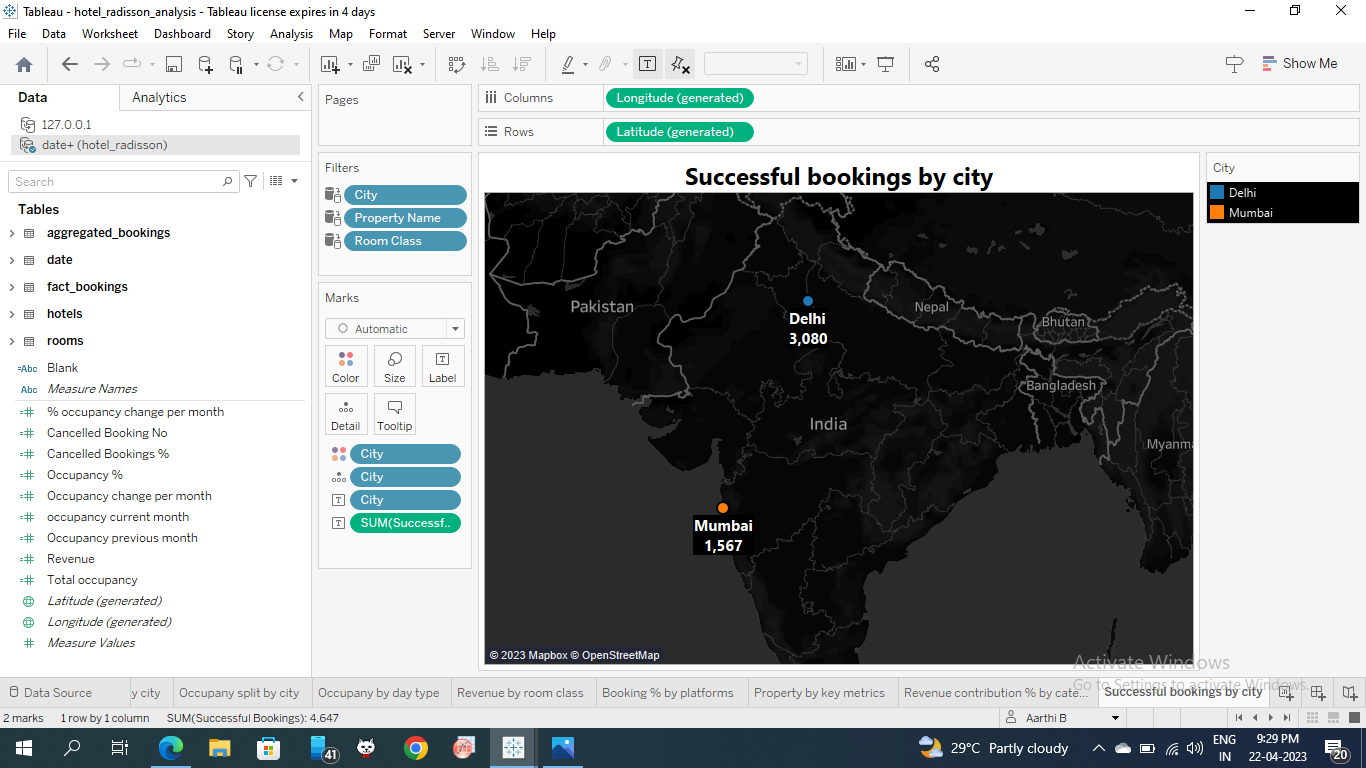 Tableau - hotel_radisson_analysis - Tableau license expires in 4 days
File Data Worksheet Dashboard Story Analysis Map Format Server Window Help
Show Me
Data
Analytics
127.0.0.1
date+ (hotel_radisson)
Search
Tables
aggregated_bookings
date
fact_bookings
hotels
rooms
=Abc Blank
Abc Measure Names
% occupancy change per month
Cancelled Booking No
Cancelled Bookings %
Occupancy %
Occupancy change per month
occupancy current month
Occupancy previous month
Revenue
Total occupancy
Latitude (generated)
Longitude (generated)
Measure Values
Pages
Filters
City
Property Name
Room Class
Marks
Automatic
Color Size Label
Detail Tooltip
City
City
City
SUM(Successf..
Columns Longitude (generated)
Rows Latitude (generated)
Successful bookings by city
Pakistan
Nepal
Bhutan
Bangladesh
India
Myanma
Delhi
3,080
Mumbai
1,567
© 2023 Mapbox © OpenStreetMap
City
Delhi
Mumbai
Activate Windows
Go to Settings to activate Windows.
Data Source y city Occupany split by city Occupany by day type Revenue by room class Booking % by platforms Property by key metrics Revenue contribution % by cate... Successful bookings by city
2 marks 1 row by 1 column SUM(Successful Bookings): 4,647 Aarthi B
41
29°C Partly cloudy
ENG
IN
9:29 PM
22-04-2023
20